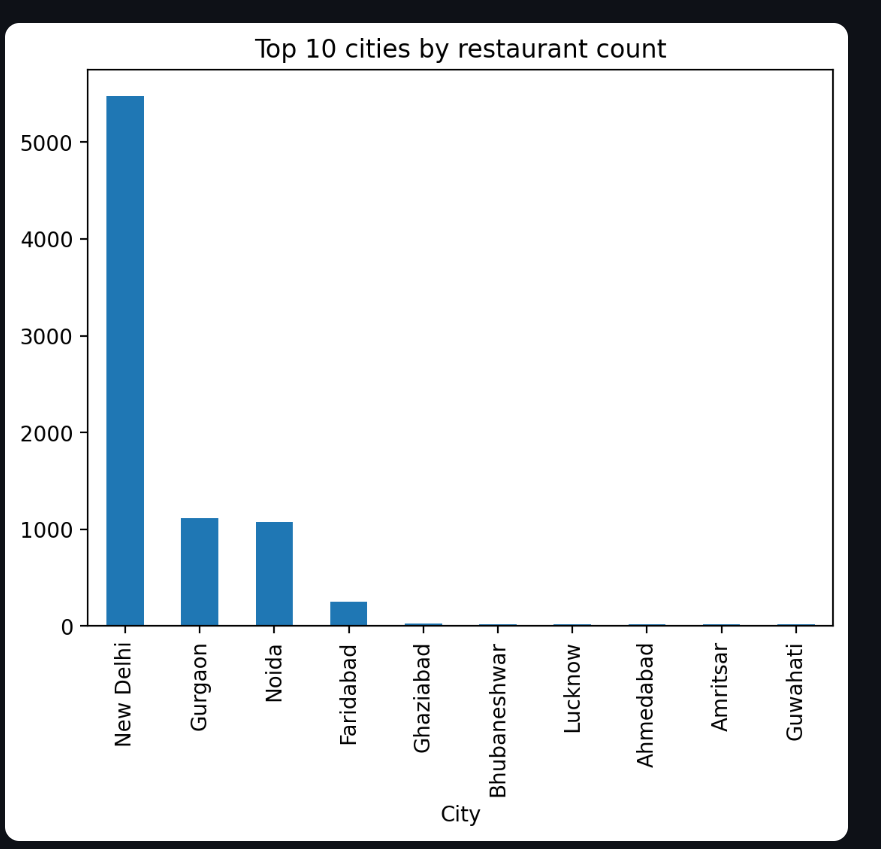 Top 10 cities by restaurant count
5000
4000
3000
2000
1000
0
New Delhi
Gurgaon
Noida
Faridabad
Ghaziabad
Bhubaneshwar
Lucknow
Ahmedabad
Amritsar
Guwahati
City